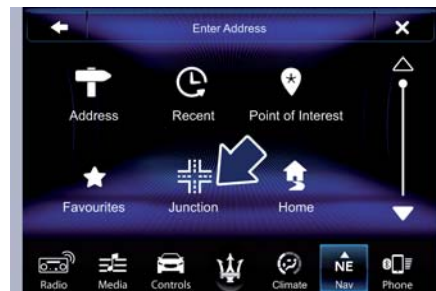 Enter Address
Address Recent Point of Interest
Favourites Junction Home
NE
Radio Media Controls Climate Nav Phone